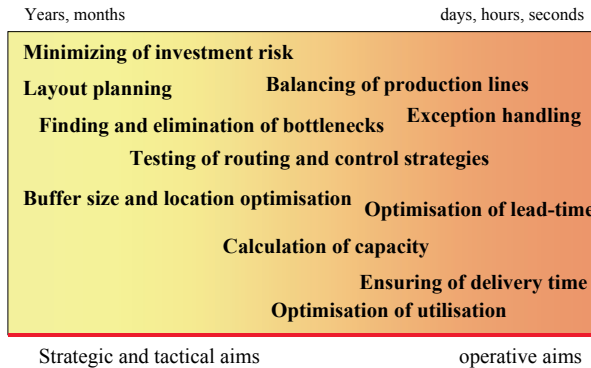 Years, months
days, hours, seconds
Minimizing of investment risk
Layout planning
Balancing of production lines
Exception handling
Finding and elimination of bottlenecks
Testing of routing and control strategies
Buffer size and location optimisation
Optimisation of lead-time
Calculation of capacity
Ensuring of delivery time
Optimisation of utilisation
Strategic and tactical aims
operative aims